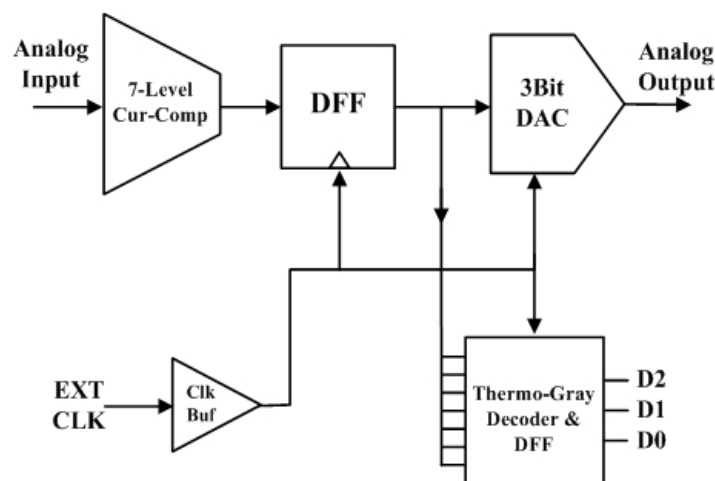 Analog
Input
7-Level
Cur-Comp
DFF
3Bit
DAC
Analog
Output
EXT
CLK
Clk
Buf
Thermo-Gray
Decoder &
DFF
D2
D1
D0